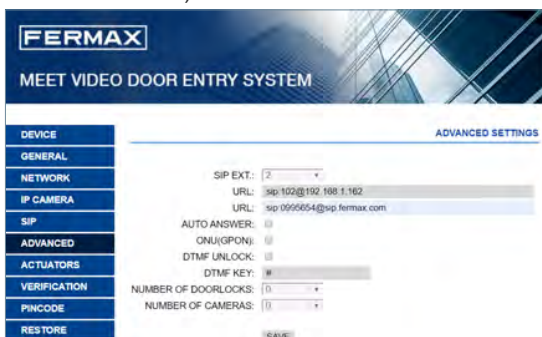 FERMAX
MEET VIDEO DOOR ENTRY SYSTEM
DEVICE
GENERAL
NETWORK
IP CAMERA
SIP
ADVANCED
ACTUATORS
VERIFICATION
PINCODE
RESTORE
ADVANCED SETTINGS
SIP EXT.: 2
URL: sip:102@192.168.1.162
URL: sip:0995654@sip.fermax.com
AUTO ANSWER:
ONU(GPON):
DTMF UNLOCK:
DTMF KEY: #
NUMBER OF DOORLOCKS: 0
NUMBER OF CAMERAS: 0
SAVE